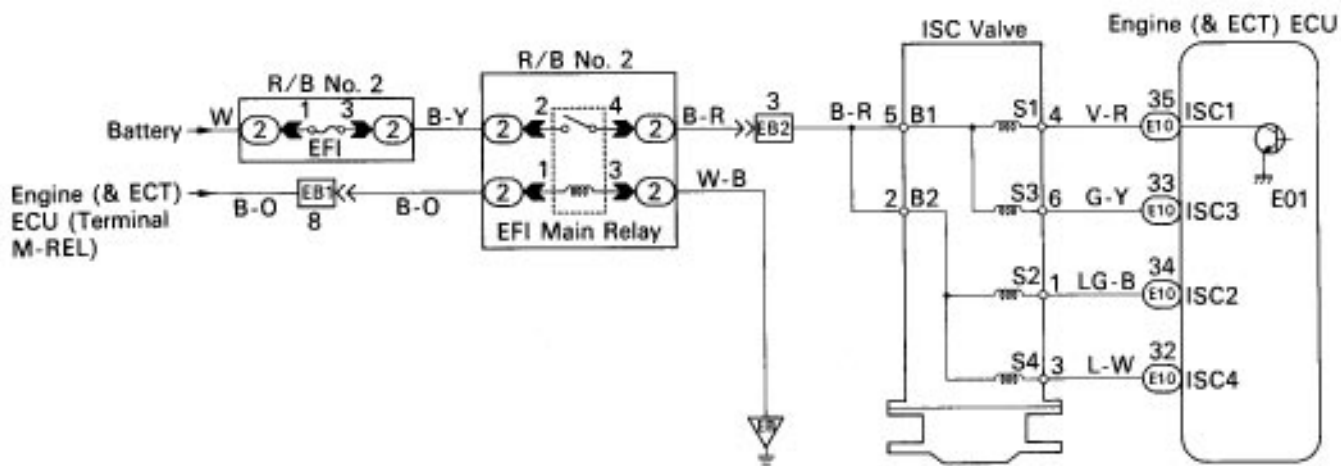 Engine (& ECT) ECU
ISC Valve
R/B No. 2
R/B No. 2
Battery
W
2
1
3
2
EFI
B-Y
2
2
4
2
B-R
3
EB2
B-R
5
B1
S1
4
V-R
35
E10
ISC1
E01
Engine (& ECT)
ECU (Terminal
M-REL)
B-O
EB1
8
B-O
2
1
3
2
W-B
EFI Main Relay
2
B2
S3
6
G-Y
33
E10
ISC3
S2
1
LG-B
34
E10
ISC2
S4
3
L-W
32
E10
ISC4